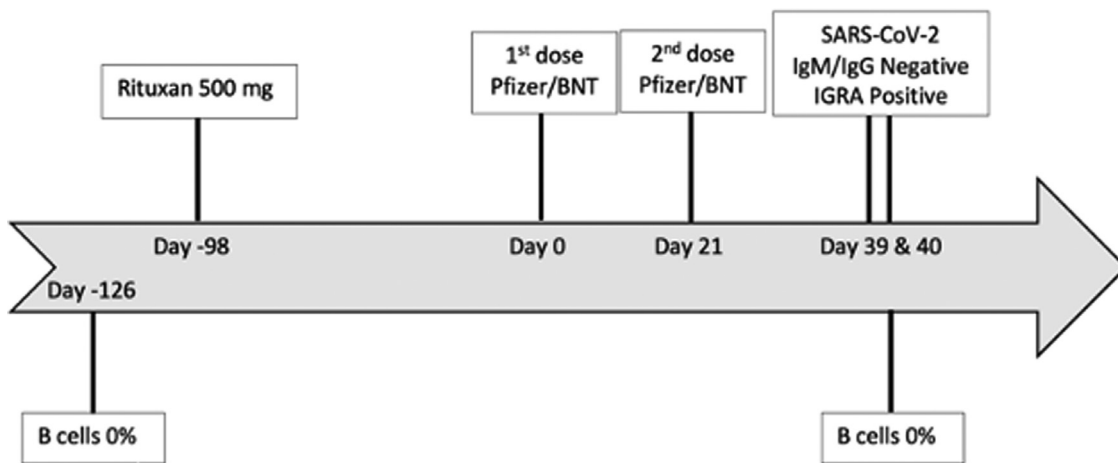 Rituxan 500 mg
1st dose
Pfizer/BNT
2nd dose
Pfizer/BNT
SARS-CoV-2
IgM/IgG Negative
IGRA Positive
Day -98
Day 0
Day 21
Day 39 & 40
Day -126
B cells 0%
B cells 0%